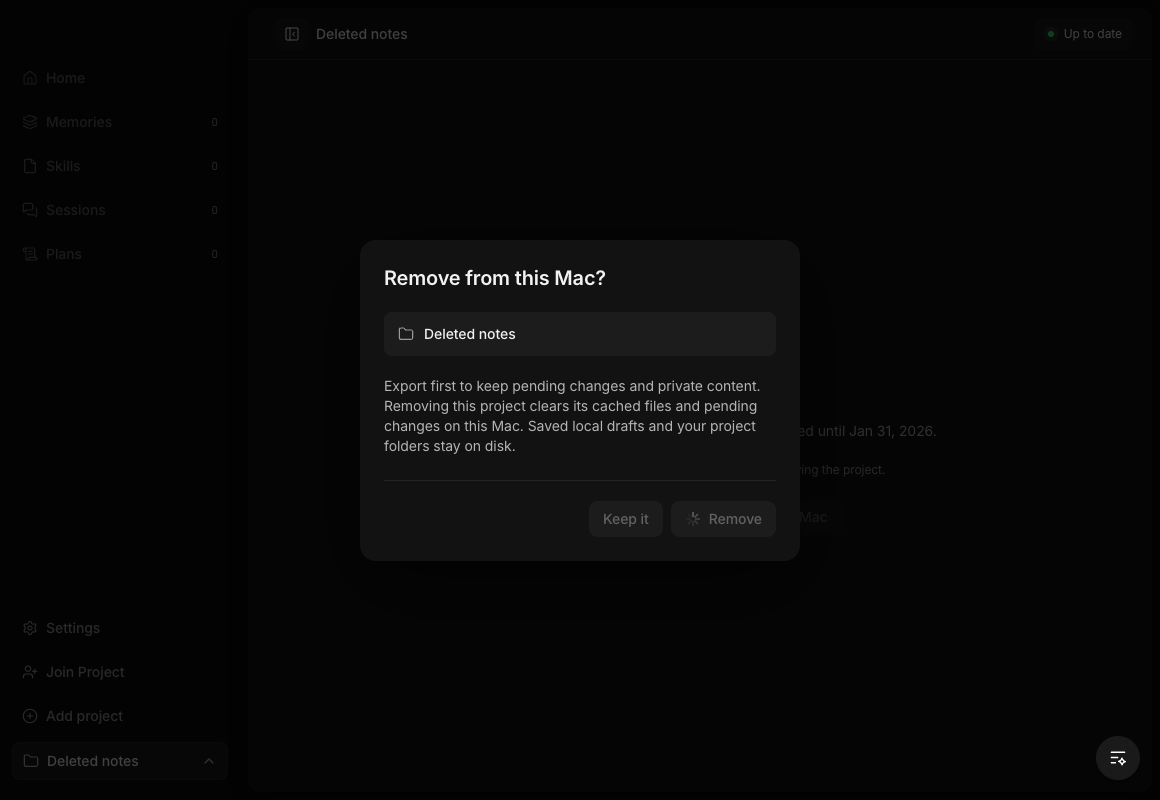 Deleted notes
Up to date
Home
Memories 0
Skills 0
Sessions 0
Plans 0
Remove from this Mac?
Deleted notes
Export first to keep pending changes and private content.
Removing this project clears its cached files and pending
changes on this Mac. Saved local drafts and your project
folders stay on disk.
until Jan 31, 2026.
the project.
Mac
Keep it
Remove
Settings
Join Project
Add project
Deleted notes